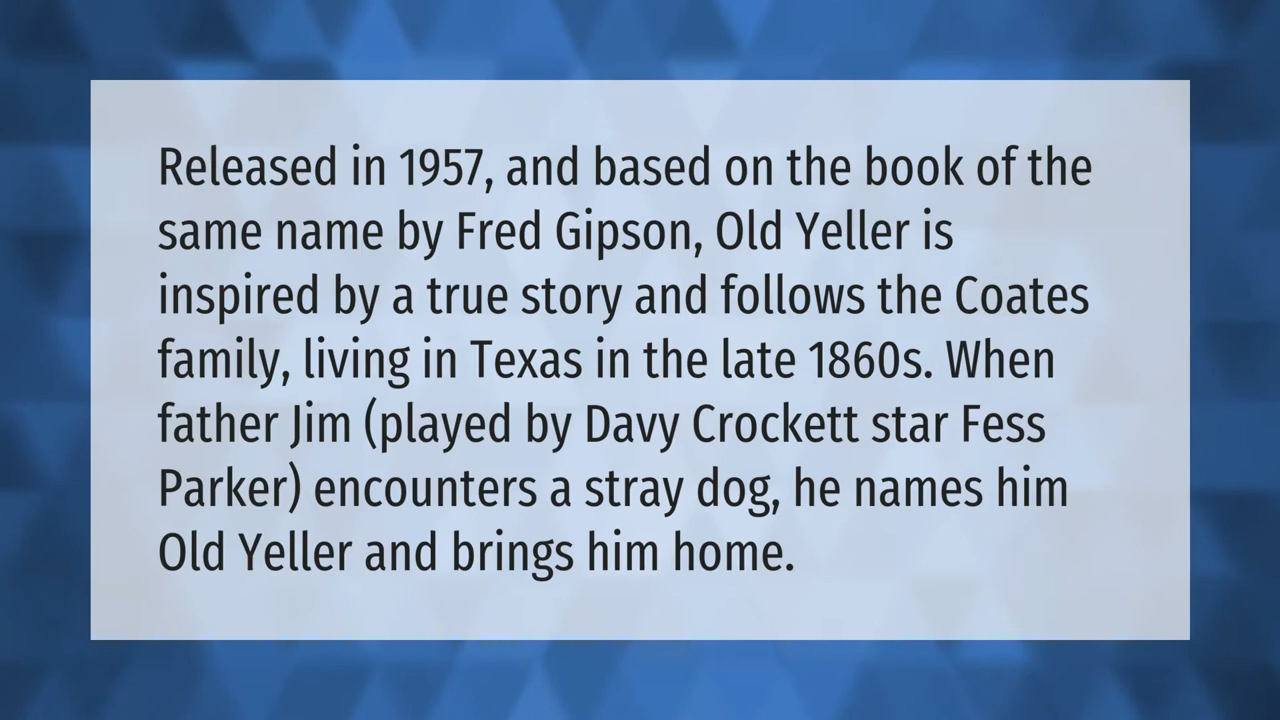 Released in 1957, and based on the book of the
same name by Fred Gipson, Old Yeller is
inspired by a true story and follows the Coates
family, living in Texas in the late 1860s. When
father Jim (played by Davy Crockett star Fess
Parker) encounters a stray dog, he names him
Old Yeller and brings him home.